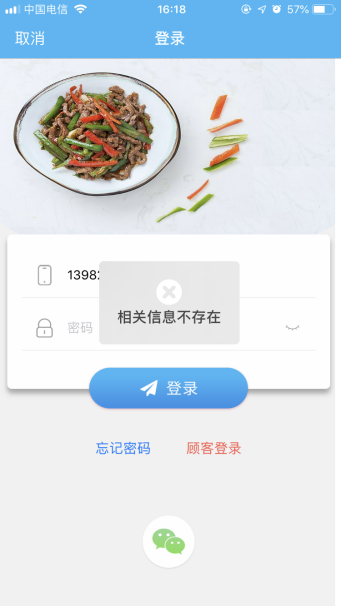 中国电信 16:18 57%
取消 登录
13982
相关信息不存在
密码
登录
忘记密码 顾客登录